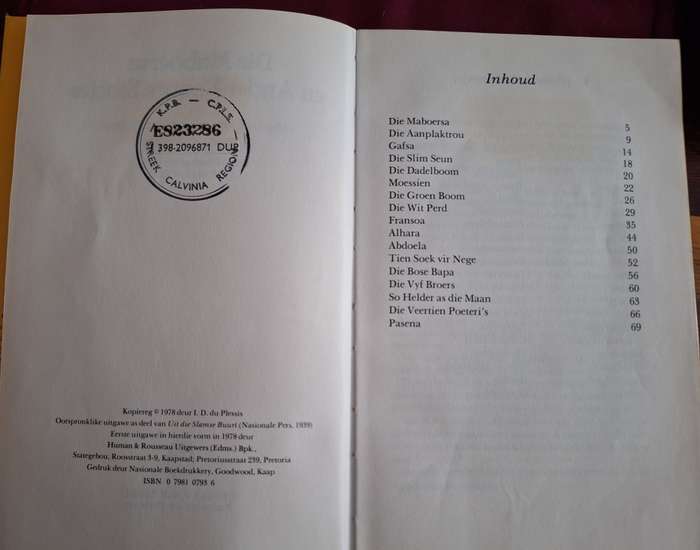 K.P.B. — C.P.L.S.
E823286
398-2096871 DUP
STREEK CALVINIA REGION
Kopiereg © 1978 deur I. D. du Plessis
Oorspronklike uitgawe as deel van Uit die Slamse Buurt (Nasionale Pers, 1939)
Eerste uitgawe in hierdie vorm in 1978 deur
Human & Rousseau Uitgewers (Edms.) Bpk.,
Stategebou, Roosstraat 3-9, Kaapstad; Pretoriusstraat 239, Pretoria
Gedruk deur Nasionale Boekdrukkery, Goodwood, Kaap
ISBN 0 7981 0793 6
Inhoud
Die Maboersa 5
Die Aanplaktrou 9
Gafsa 14
Die Slim Seun 18
Die Dadelboom 20
Moessien 22
Die Groen Boom 26
Die Wit Perd 29
Fransoa 35
Alhara 44
Abdoela 50
Tien Soek vir Nege 52
Die Bose Bapa 56
Die Vyf Broers 60
So Helder as die Maan 63
Die Veertien Poeteri's 66
Pasena 69